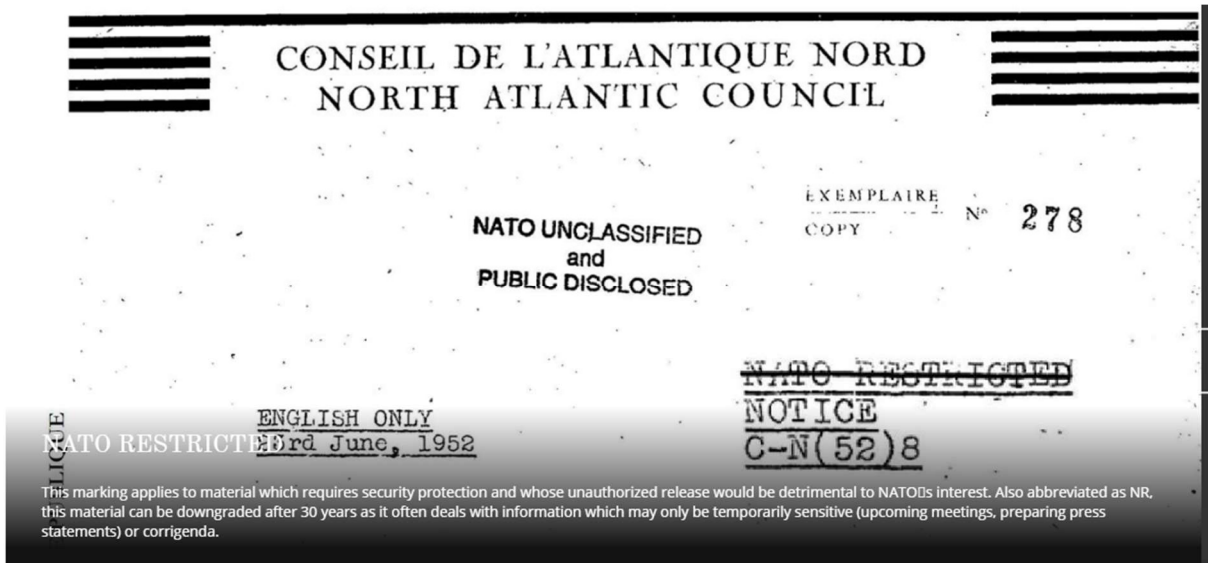 CONSEIL DE L'ATLANTIQUE NORD
NORTH ATLANTIC COUNCIL
EXEMPLAIRE
COPY
N° 278
NATO UNCLASSIFIED
and
PUBLIC DISCLOSED
NATO RESTRICTED
NOTICE
C-N(52)8
ENGLISH ONLY
23rd June, 1952
NATO RESTRICTED
This marking applies to material which requires security protection and whose unauthorized release would be detrimental to NATO▯s interest. Also abbreviated as NR,
this material can be downgraded after 30 years as it often deals with information which may only be temporarily sensitive (upcoming meetings, preparing press
statements) or corrigenda.